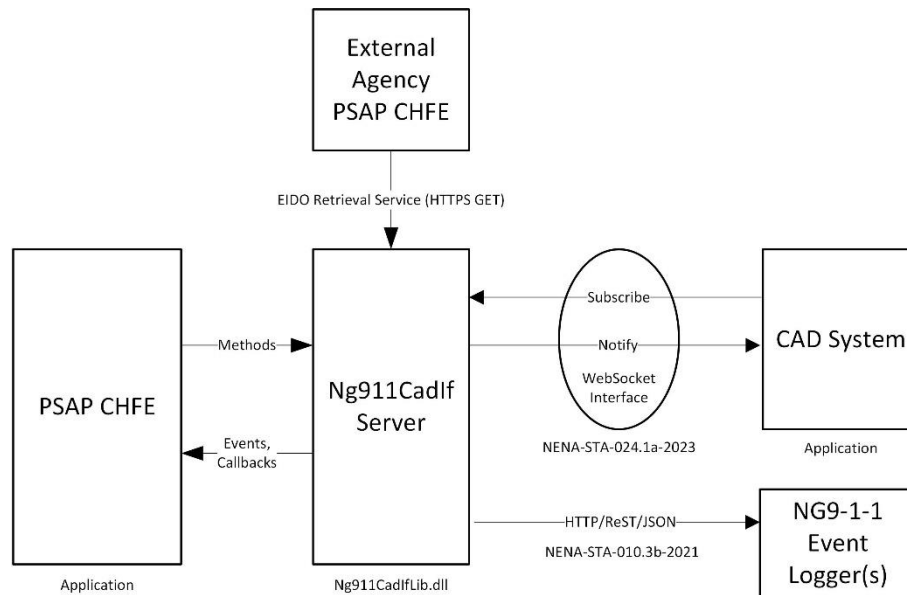 External
Agency
PSAP CHFE
EIDO Retrieval Service (HTTPS GET)
PSAP CHFE
Application
Methods
Events,
Callbacks
Ng911CadIf
Server
Ng911CadIfLib.dll
Subscribe
Notify
WebSocket
Interface
NENA-STA-024.1a-2023
CAD System
Application
HTTP/ReST/JSON
NENA-STA-010.3b-2021
NG9-1-1
Event
Logger(s)